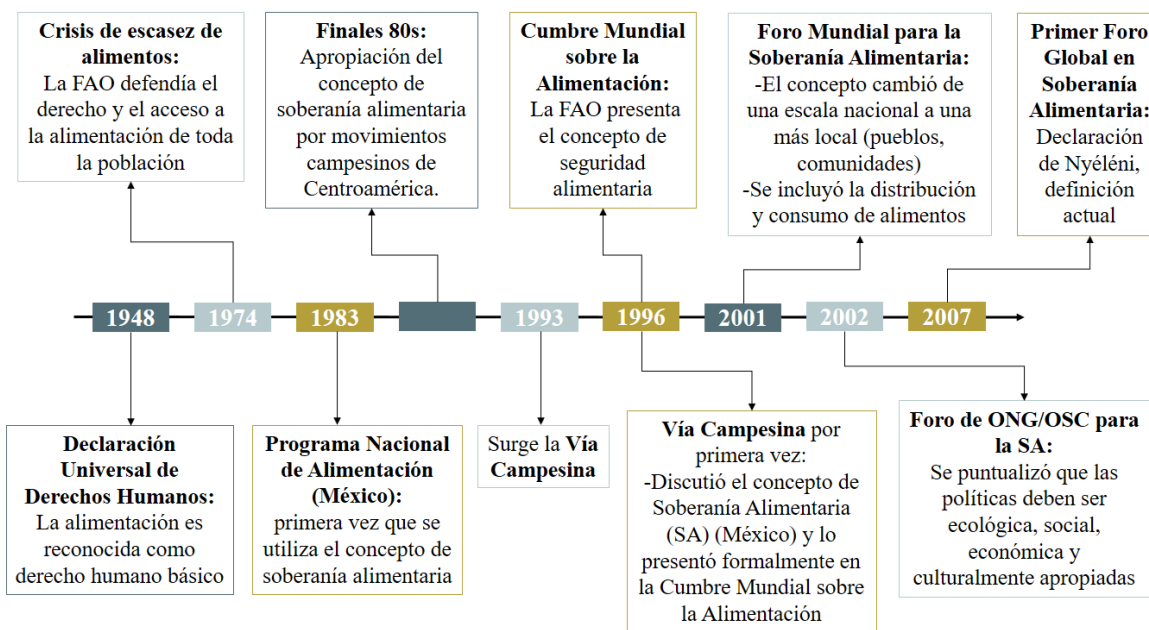 Crisis de escasez de
alimentos:
La FAO defendía el
derecho y el acceso a
la alimentación de toda
la población
Finales 80s:
Apropiación del
concepto de
soberanía alimentaria
por movimientos
campesinos de
Centroamérica.
Cumbre Mundial
sobre la
Alimentación:
La FAO presenta
el concepto de
seguridad
alimentaria
Foro Mundial para la
Soberanía Alimentaria:
-El concepto cambió de
una escala nacional a una
más local (pueblos,
comunidades)
-Se incluyó la distribución
y consumo de alimentos
Primer Foro
Global en
Soberanía
Alimentaria:
Declaración
de Nyéléni,
definición
actual
1948
1974
1983
1993
1996
2001
2002
2007
Declaración
Universal de
Derechos Humanos:
La alimentación es
reconocida como
derecho humano básico
Programa Nacional
de Alimentación
(México):
primera vez que se
utiliza el concepto de
soberanía alimentaria
Surge la Vía
Campesina
Vía Campesina por
primera vez:
-Discutió el concepto de
Soberanía Alimentaria
(SA) (México) y lo
presentó formalmente en
la Cumbre Mundial sobre
la Alimentación
Foro de ONG/OSC para
la SA:
Se puntualizó que las
políticas deben ser
ecológica, social,
económica y
culturalmente apropiadas